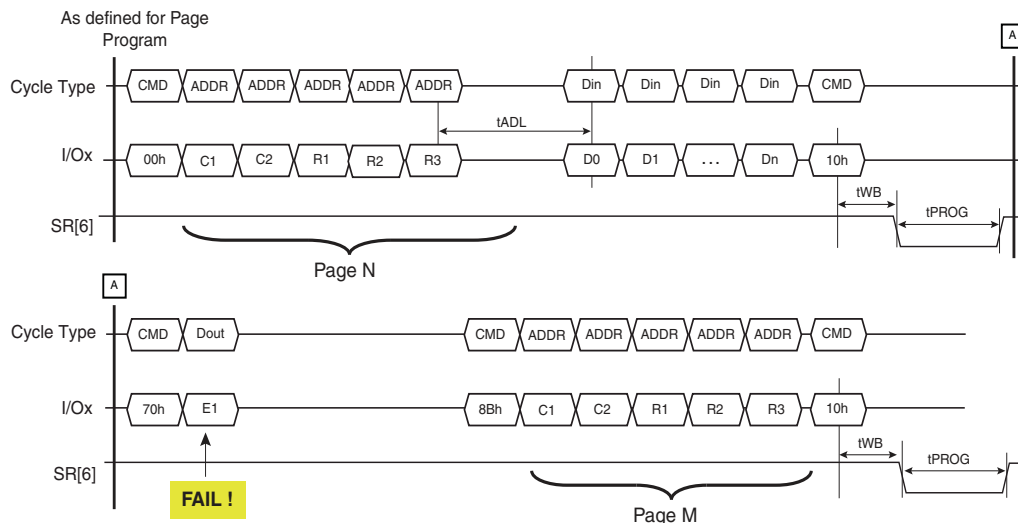 As defined for Page
Program
A
Cycle Type CMD ADDR ADDR ADDR ADDR ADDR Din Din Din Din CMD
tADL
I/Ox 00h C1 C2 R1 R2 R3 D0 D1 ... Dn 10h
tWB
tPROG
SR[6]
Page N
A
Cycle Type CMD Dout CMD ADDR ADDR ADDR ADDR ADDR CMD
I/Ox 70h E1 8Bh C1 C2 R1 R2 R3 10h
tWB
tPROG
SR[6]
FAIL !
Page M